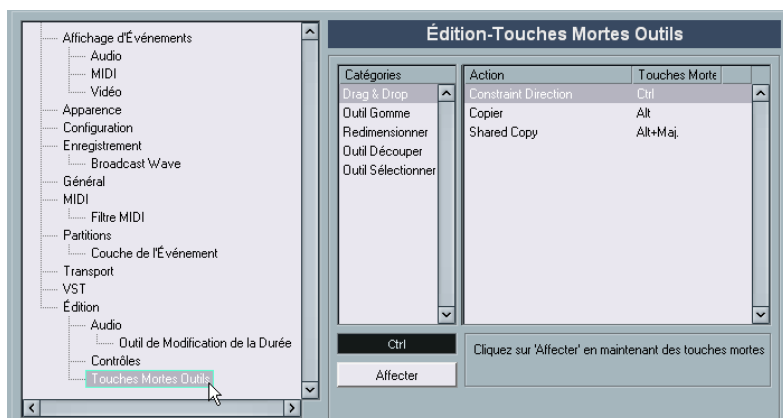 Affichage d'Événements
Audio
MIDI
Vidéo
Apparence
Configuration
Enregistrement
Broadcast Wave
Général
MIDI
Filtre MIDI
Partitions
Couche de l'Événement
Transport
VST
Édition
Audio
Outil de Modification de la Durée
Contrôles
Touches Mortes Outils
Édition-Touches Mortes Outils
Catégories
Drag & Drop
Outil Gomme
Redimensionner
Outil Découper
Outil Sélectionner
Action Touches Morte
Constraint Direction Ctrl
Copier Alt
Shared Copy Alt+Maj.
Ctrl
Affecter
Cliquez sur 'Affecter' en maintenant des touches mortes